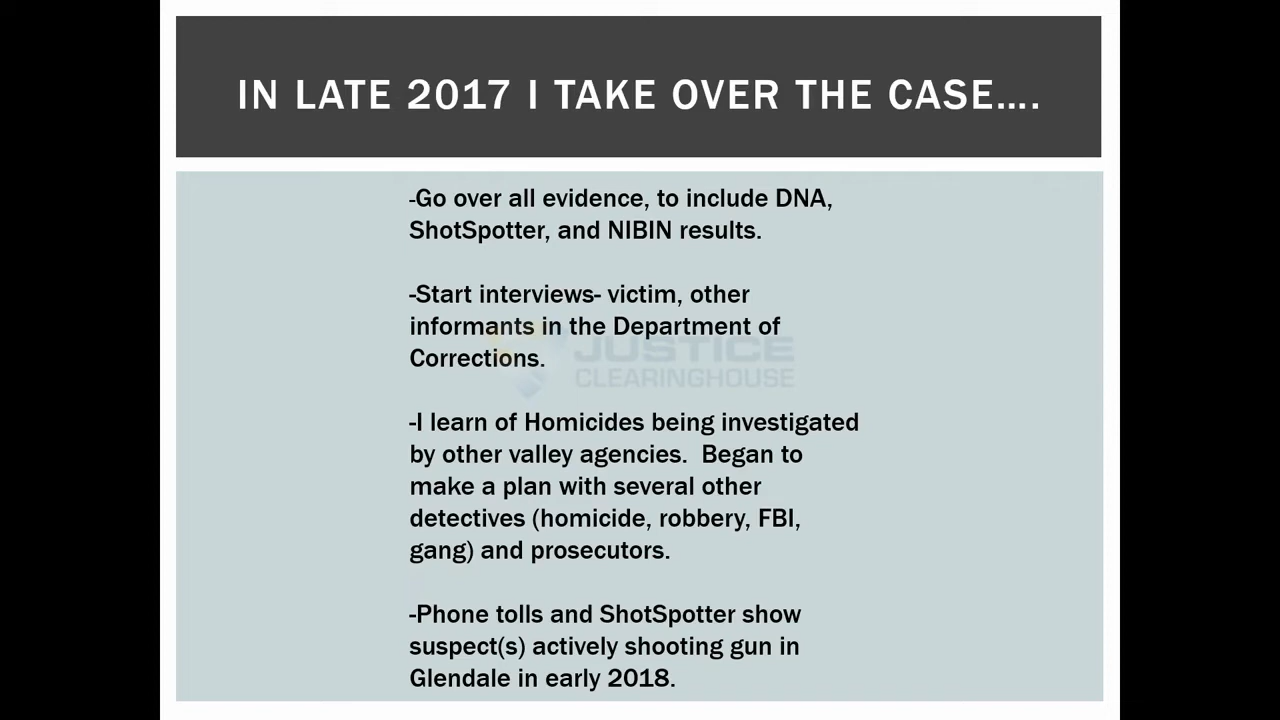 IN LATE 2017 I TAKE OVER THE CASE....
-Go over all evidence, to include DNA,
ShotSpotter, and NIBIN results.
-Start interviews- victim, other
informants in the Department of
Corrections.
JUSTICE
CLEARINGHOUSE
-I learn of Homicides being investigated
by other valley agencies.  Began to
make a plan with several other
detectives (homicide, robbery, FBI,
gang) and prosecutors.
-Phone tolls and ShotSpotter show
suspect(s) actively shooting gun in
Glendale in early 2018.